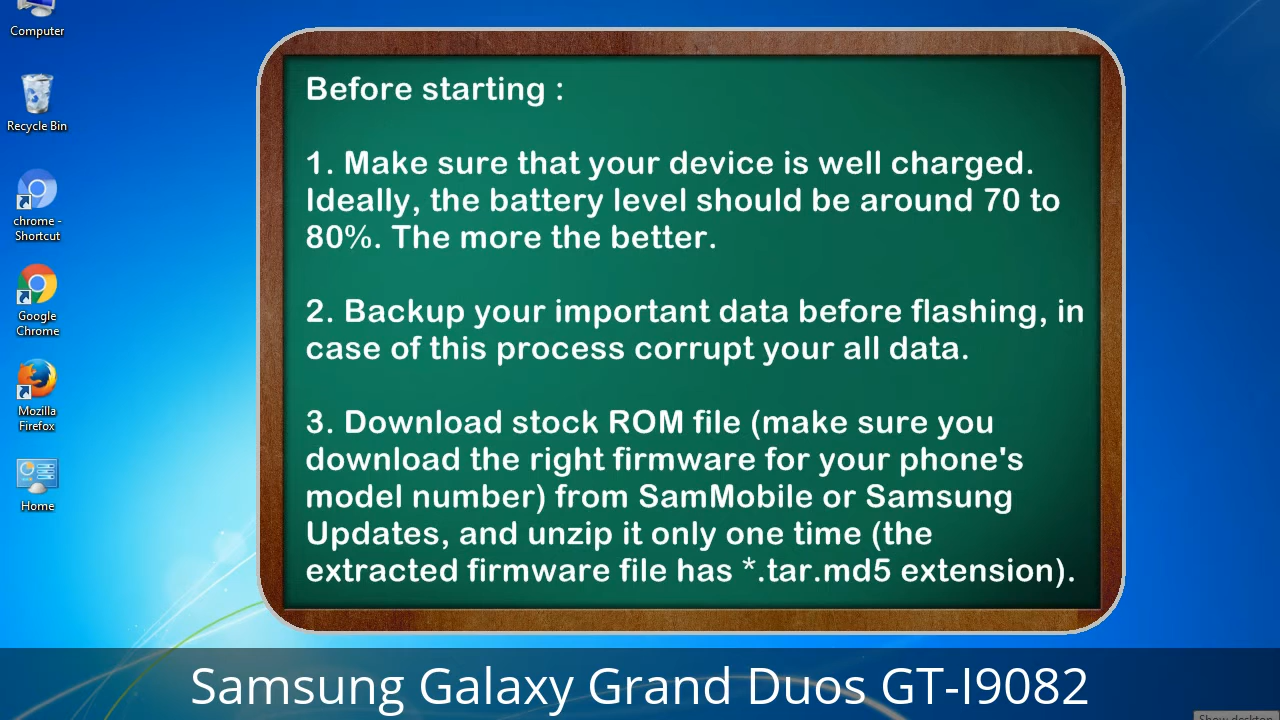 Computer
Recycle Bin
chrome -
Shortcut
Google
Chrome
Mozilla
Firefox
Home
Before starting :
1. Make sure that your device is well charged.
Ideally, the battery level should be around 70 to
80%. The more the better.
2. Backup your important data before flashing, in
case of this process corrupt your all data.
3. Download stock ROM file (make sure you
download the right firmware for your phone's
model number) from SamMobile or Samsung
Updates, and unzip it only one time (the
extracted firmware file has *.tar.md5 extension).
Samsung Galaxy Grand Duos GT-I9082
Show desktop